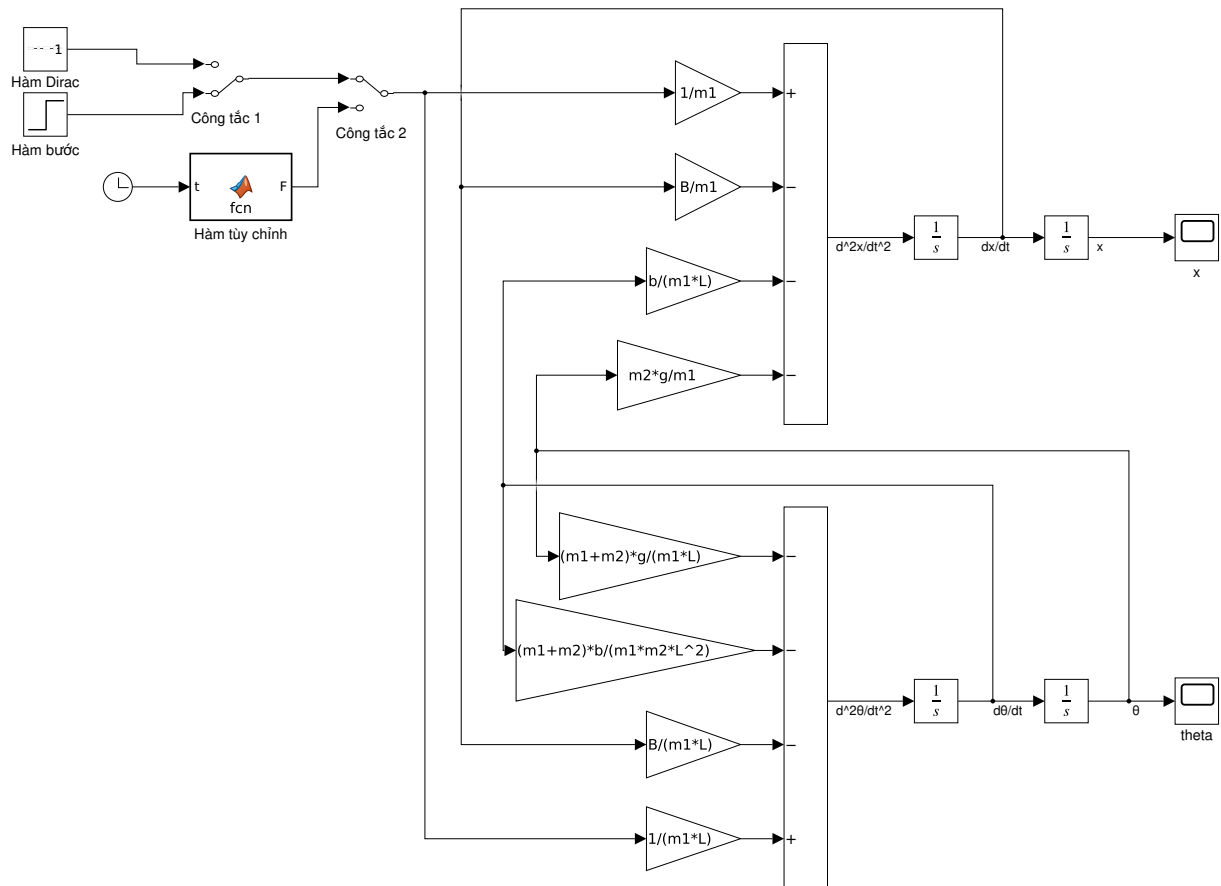 1
Hàm Dirac
Hàm bước
Công tắc 1
Công tắc 2
t
F
fcn
Hàm tùy chỉnh
1/m1
+
B/m1
−
b/(m1*L)
−
m2*g/m1
−
d^2x/dt^2
1
s
dx/dt
1
s
x
x
(m1+m2)*g/(m1*L)
−
(m1+m2)*b/(m1*m2*L^2)
−
B/(m1*L)
−
1/(m1*L)
+
d^2θ/dt^2
1
s
dθ/dt
1
s
θ
theta